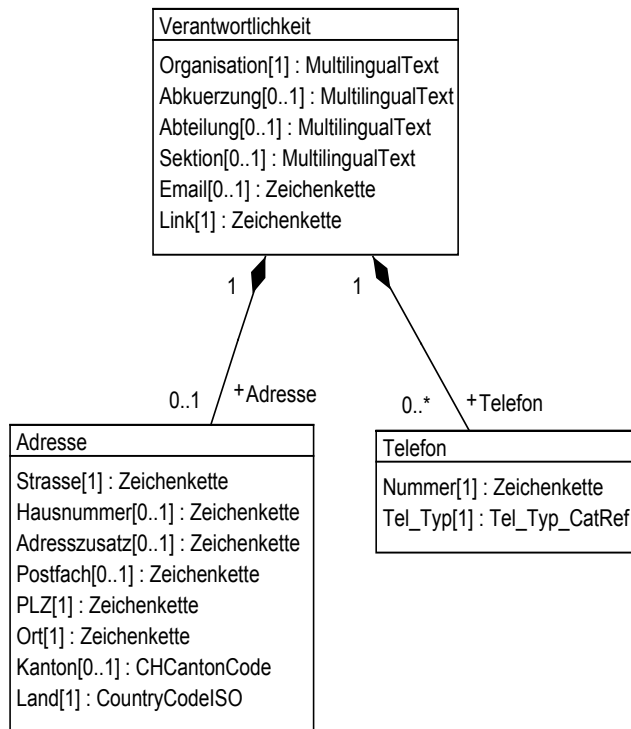 Verantwortlichkeit
Organisation[1] : MultilingualText
Abkuerzung[0..1] : MultilingualText
Abteilung[0..1] : MultilingualText
Sektion[0..1] : MultilingualText
Email[0..1] : Zeichenkette
Link[1] : Zeichenkette
1
1
0..1
+Adresse
0..*
+Telefon
Adresse
Strasse[1] : Zeichenkette
Hausnummer[0..1] : Zeichenkette
Adresszusatz[0..1] : Zeichenkette
Postfach[0..1] : Zeichenkette
PLZ[1] : Zeichenkette
Ort[1] : Zeichenkette
Kanton[0..1] : CHCantonCode
Land[1] : CountryCodeISO
Telefon
Nummer[1] : Zeichenkette
Tel_Typ[1] : Tel_Typ_CatRef